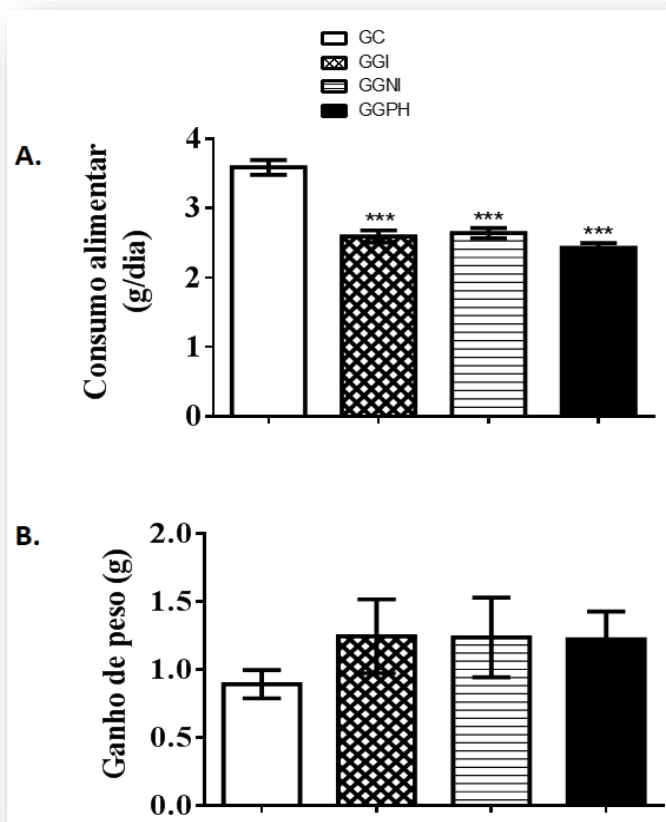 GC
GGI
GGNI
GGPH
A.
Consumo alimentar
(g/dia)
4
3
2
1
0
***
***
***
B.
Ganho de peso (g)
2.0
1.5
1.0
0.5
0.0